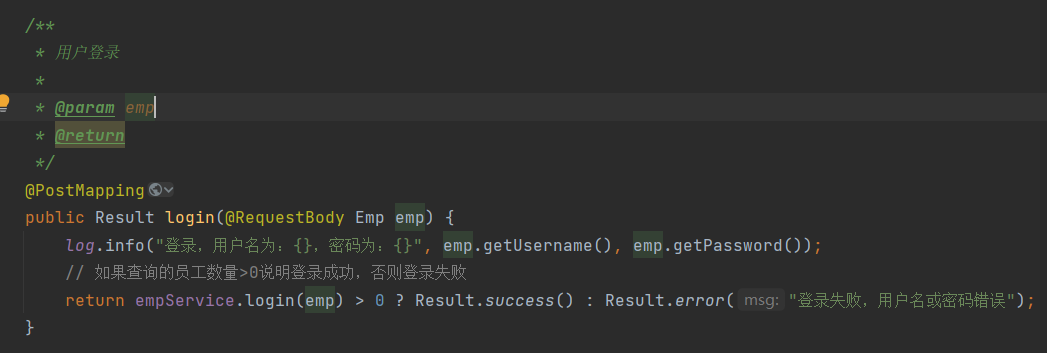 /**
 * 用户登录
 *
 * @param emp
 * @return
 */
@PostMapping
public Result login(@RequestBody Emp emp) {
    log.info("登录，用户名为：{}，密码为：{}", emp.getUsername(), emp.getPassword());
    // 如果查询的员工数量>0说明登录成功，否则登录失败
    return empService.login(emp) > 0 ? Result.success() : Result.error( msg: "登录失败，用户名或密码错误");
}